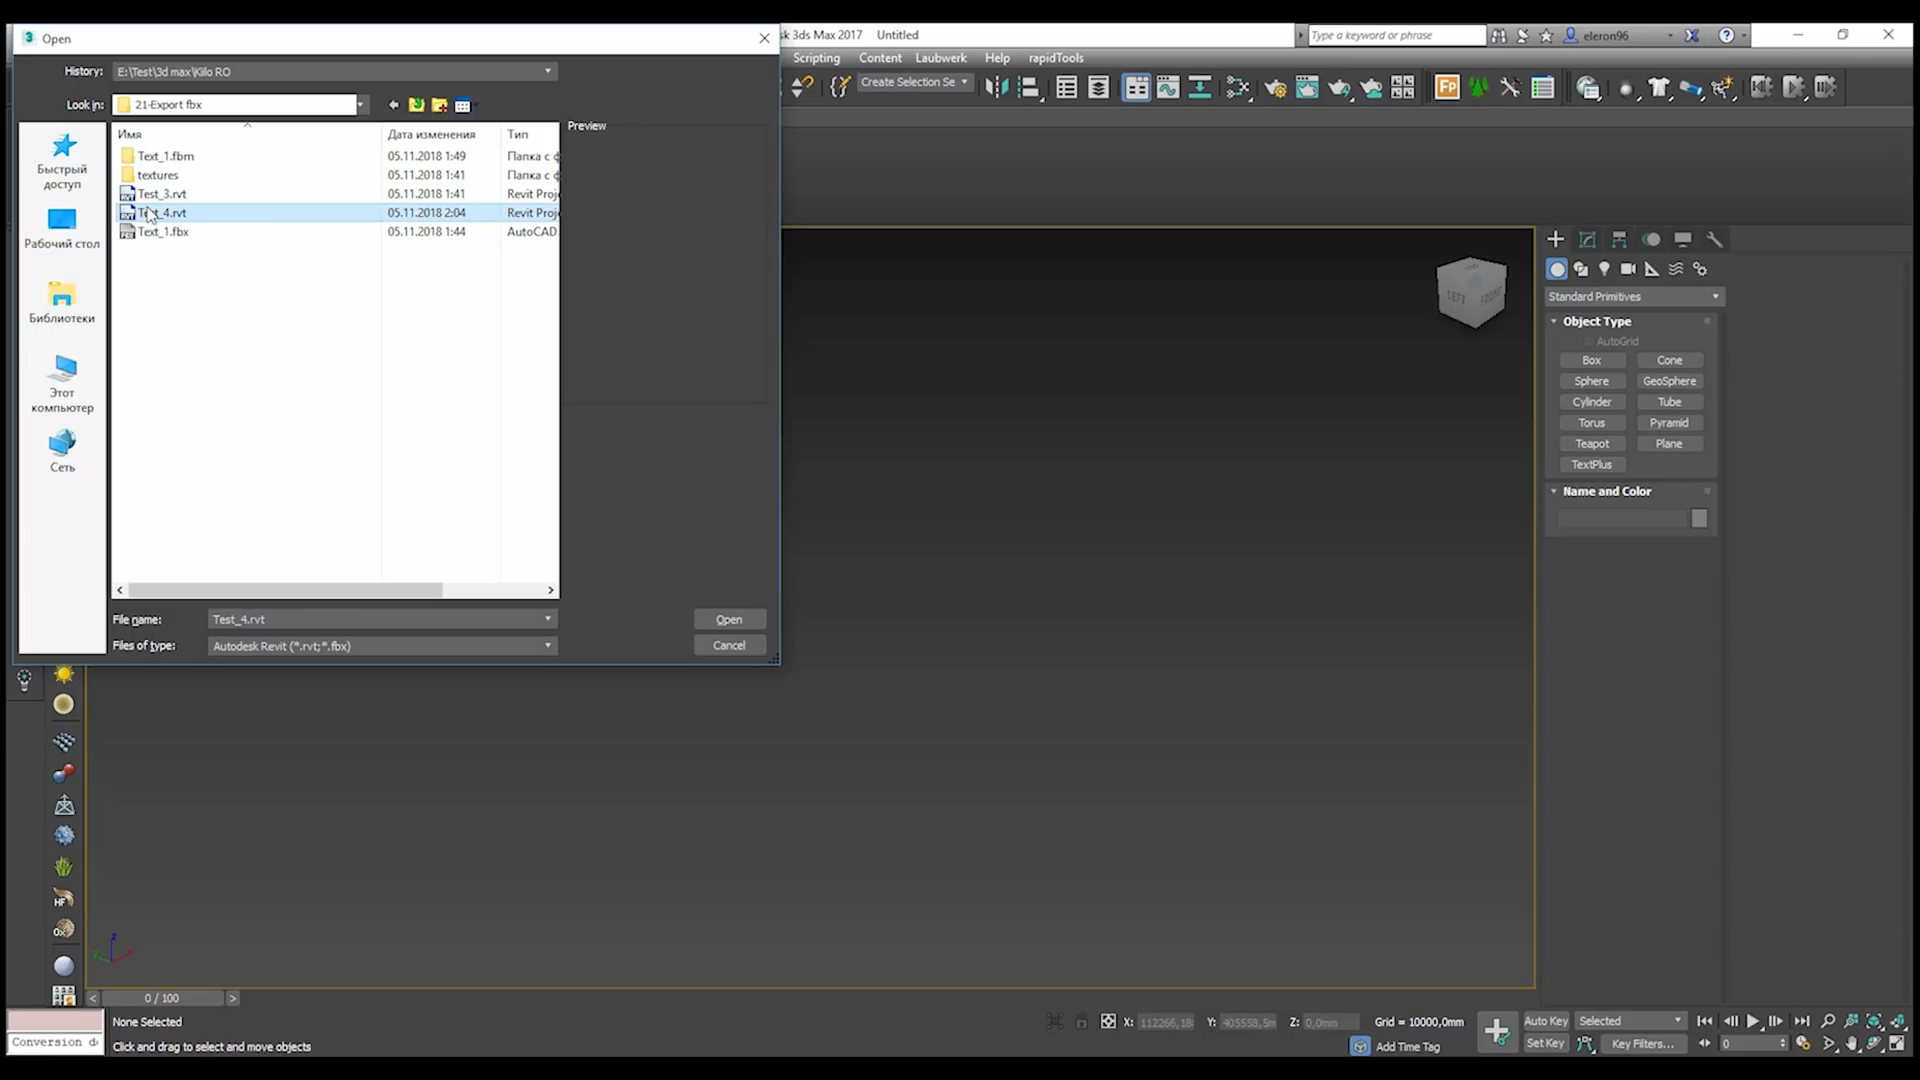 Open
sk 3ds Max 2017 Untitled
Type a keyword or phrase
eleron96
Scripting Content Laubwerk Help rapidTools
History: E:\Test\3d max\Kilo RO
Create Selection Se
Look in: 21-Export fbx
Preview
Имя Дата изменения Тип
Text_1.fbm 05.11.2018 1:49 Папка с ф
textures 05.11.2018 1:41 Папка с ф
Test_3.rvt 05.11.2018 1:41 Revit Proj
Test_4.rvt 05.11.2018 2:04 Revit Proj
Text_1.fbx 05.11.2018 1:44 AutoCAD
Быстрый
доступ
Рабочий стол
Библиотеки
Этот
компьютер
Сеть
File name: Test_4.rvt Open
Files of type: Autodesk Revit (*.rvt;*.fbx) Cancel
LEFT FRONT
Standard Primitives
Object Type
AutoGrid
Box Cone
Sphere GeoSphere
Cylinder Tube
Torus Pyramid
Teapot Plane
TextPlus
Name and Color
HF
z
0 / 100
None Selected
X: 112266,18 Y: 405558,5m Z: 0,0mm Grid = 10000,0mm
Auto Key Selected
Conversion d
Click and drag to select and move objects
Add Time Tag
Set Key Key Filters...
0